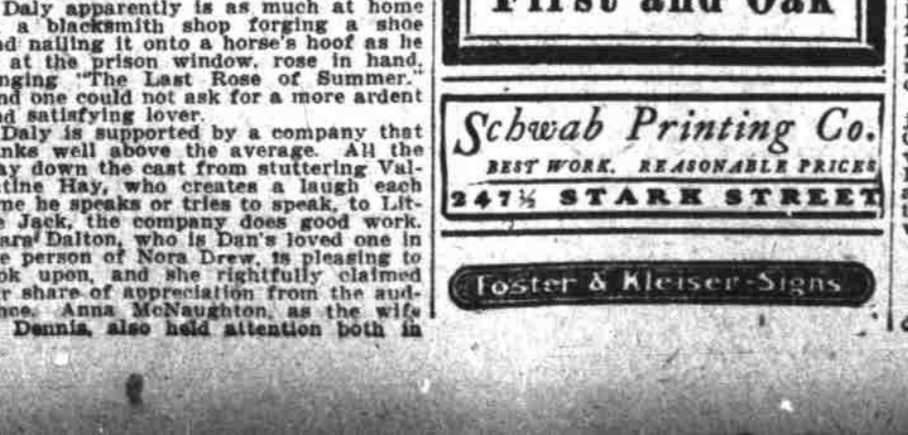 Daly apparently is as much at home
a blacksmith shop forging a shoe
nd nailing it onto a horse's hoof as he
at the prison window, rose in hand,
nging "The Last Rose of Summer."
nd one could not ask for a more ardent
nd satisfying lover.
Daly is supported by a company that
anks well above the average. All the
ay down the cast from stuttering Val-
ntine Hay, who creates a laugh each
me he speaks or tries to speak, to Lit-
e Jack, the company does good work.
ara Dalton, who is Dan's loved one in
e person of Nora Drew, is pleasing to
ok upon, and she rightfully claimed
r share of appreciation from the aud-
nce. Anna McNaughton, as the wife
Dennis, also held attention both in
First and Oak
Schwab Printing Co.
BEST WORK. REASONABLE PRICES
247½ STARK STREET
Foster & Kleiser-Signs